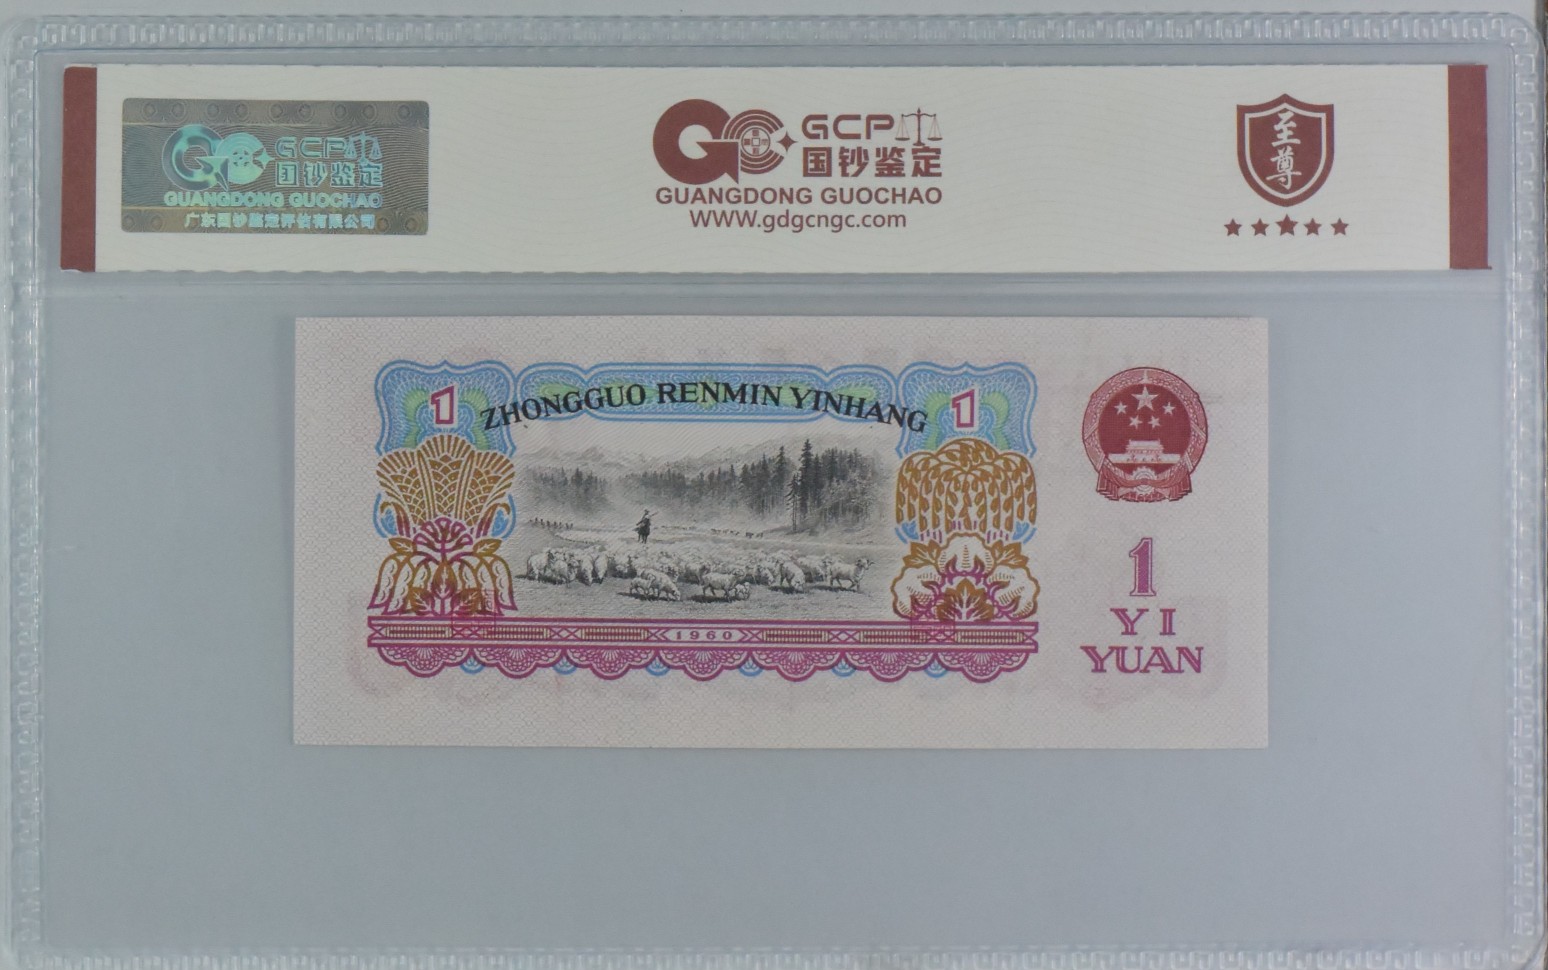 GCP
国钞鉴定
GUANGDONG GUOCHAO
广东国钞鉴定评估有限公司
GCP
国钞鉴定
GUANGDONG GUOCHAO
WWW.gdgcngc.com
至尊
1
ZHONGGUO RENMIN YINHANG
1
1960
1
YI
YUAN